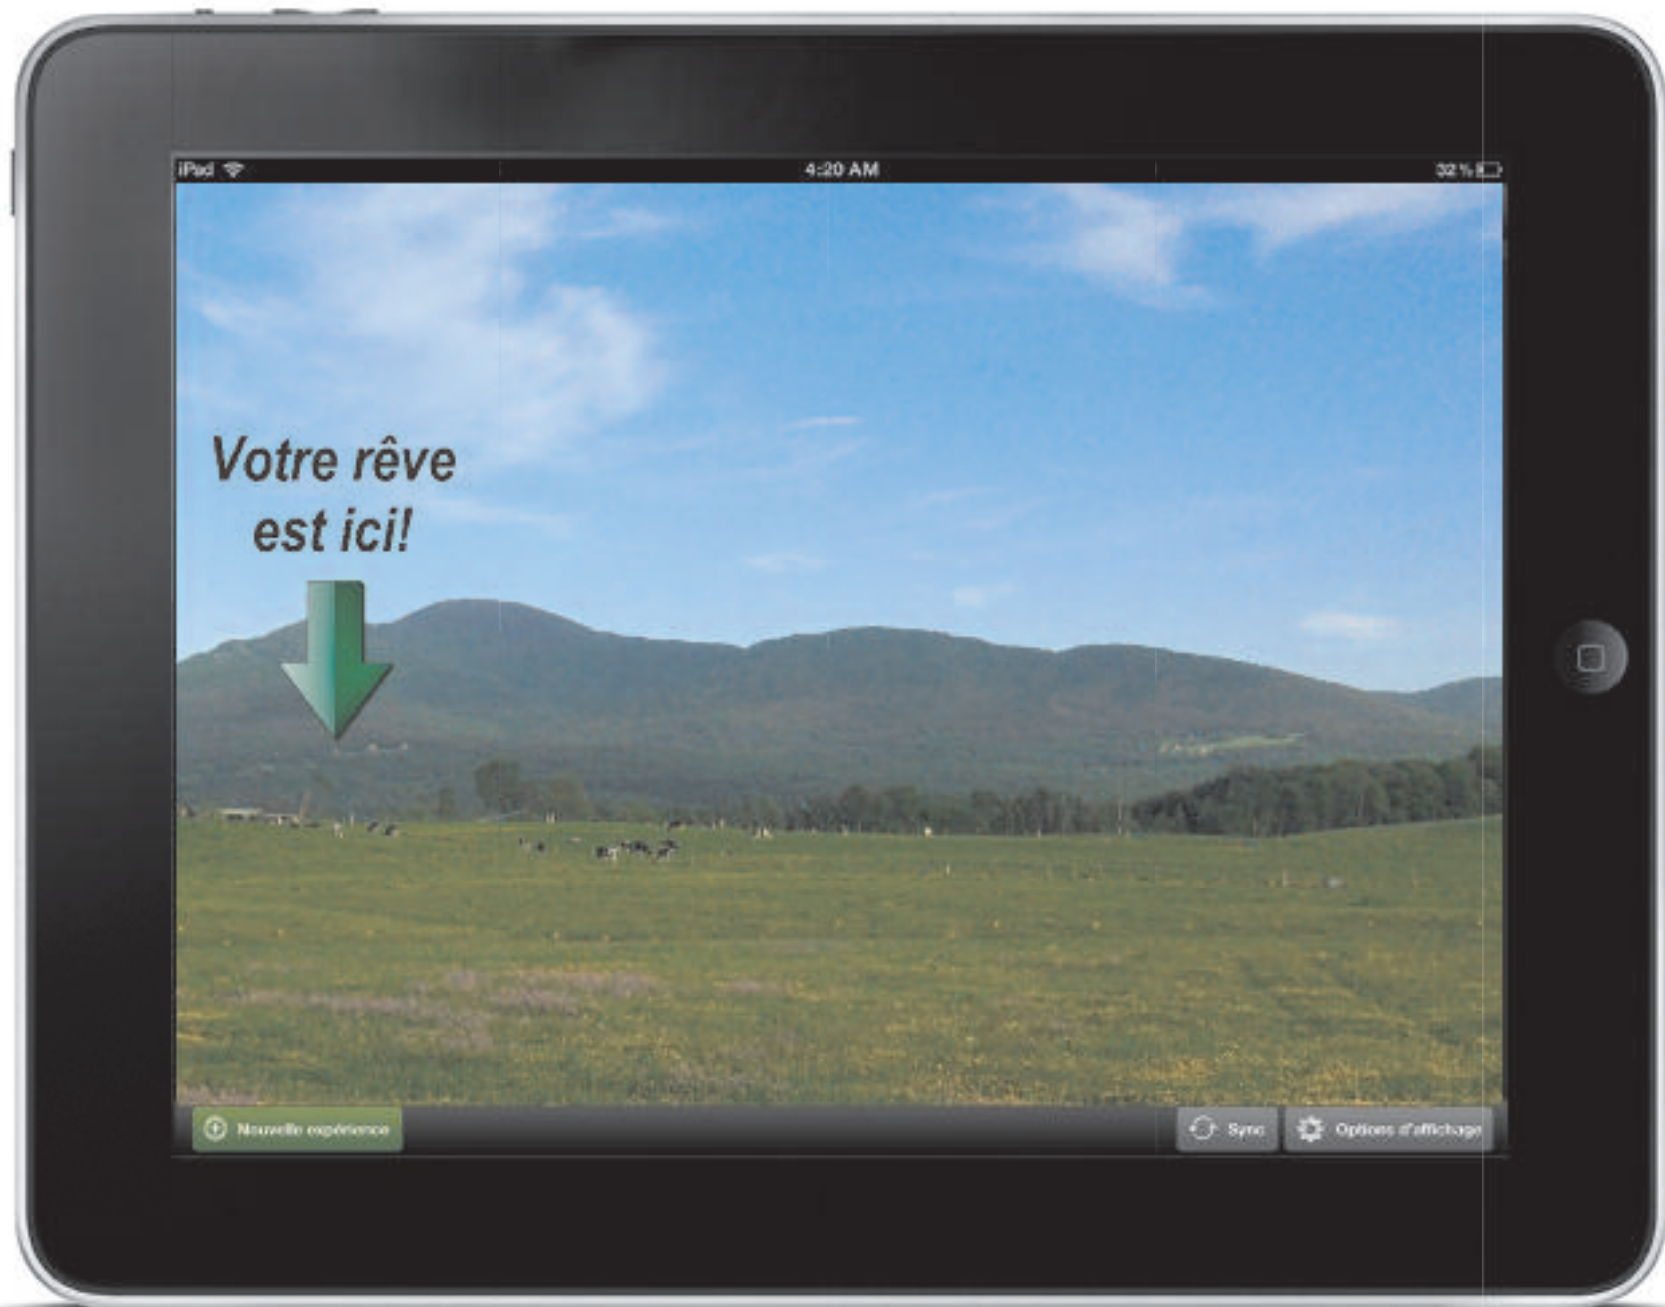 iPad
4:20 AM
32 %
Votre rêve
est ici!
Nouvelle expérience
Sync
Options d'affichage